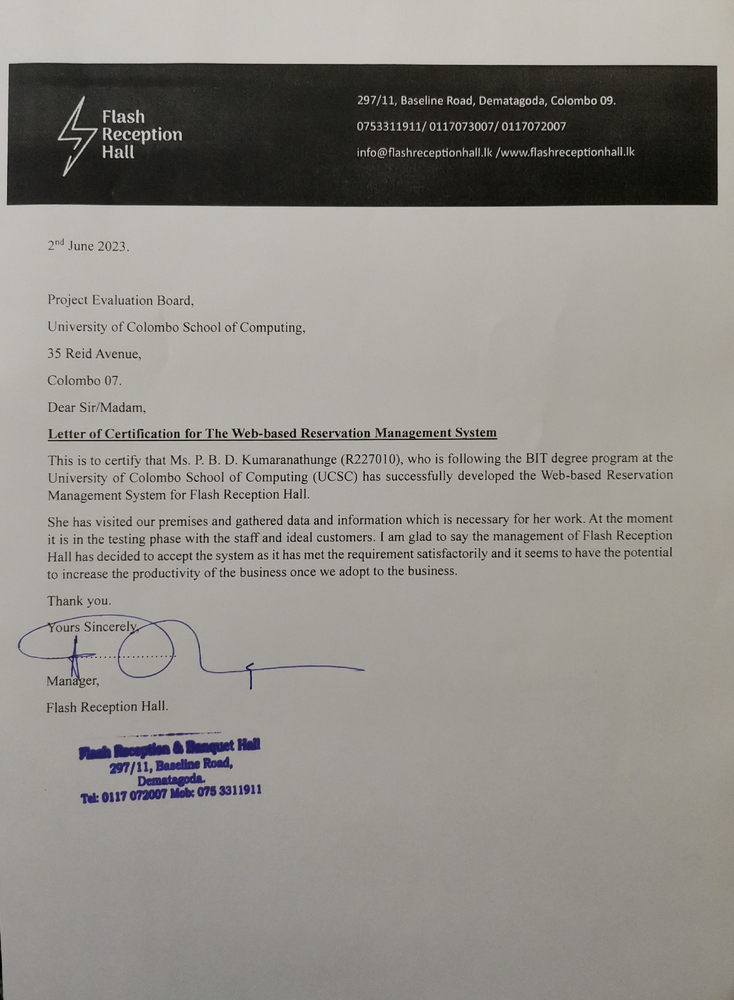 Flash
Reception
Hall
297/11, Baseline Road, Dematagoda, Colombo 09.
0753311911/ 0117073007/ 0117072007
info@flashreceptionhall.lk /www.flashreceptionhall.lk
2nd June 2023.
Project Evaluation Board,
University of Colombo School of Computing,
35 Reid Avenue,
Colombo 07.
Dear Sir/Madam,
Letter of Certification for The Web-based Reservation Management System
This is to certify that Ms. P. B. D. Kumaranathunge (R227010), who is following the BIT degree program at the
University of Colombo School of Computing (UCSC) has successfully developed the Web-based Reservation
Management System for Flash Reception Hall.
She has visited our premises and gathered data and information which is necessary for her work. At the moment
it is in the testing phase with the staff and ideal customers. I am glad to say the management of Flash Reception
Hall has decided to accept the system as it has met the requirement satisfactorily and it seems to have the potential
to increase the productivity of the business once we adopt to the business.
Thank you.
Yours Sincerely,
Manager,
Flash Reception Hall.
Flash Reception & Banquet Hall
297/11, Baseline Road,
Dematagoda.
Tel: 0117 072007 Mob: 075 3311911